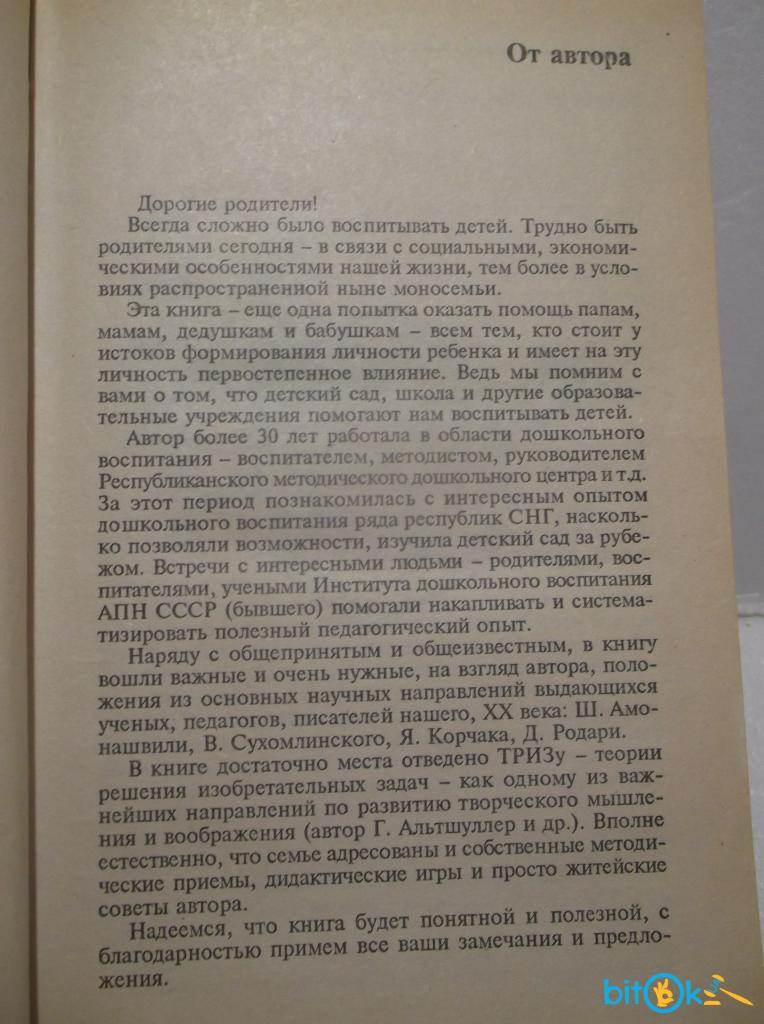 От автора
Дорогие родители!
Всегда сложно было воспитывать детей. Трудно быть
родителями сегодня – в связи с социальными, экономи-
ческими особенностями нашей жизни, тем более в усло-
виях распространенной ныне моносемьи.
Эта книга – еще одна попытка оказать помощь папам,
мамам, дедушкам и бабушкам – всем тем, кто стоит у
истоков формирования личности ребенка и имеет на эту
личность первостепенное влияние. Ведь мы помним с
вами о том, что детский сад, школа и другие образова-
тельные учреждения помогают нам воспитывать детей.
Автор более 30 лет работала в области дошкольного
воспитания – воспитателем, методистом, руководителем
Республиканского методического дошкольного центра и т.д.
За этот период познакомилась с интересным опытом
дошкольного воспитания ряда республик СНГ, насколь-
ко позволяли возможности, изучила детский сад за рубе-
жом. Встречи с интересными людьми – родителями, вос-
питателями, учеными Института дошкольного воспитания
АПН СССР (бывшего) помогали накапливать и система-
тизировать полезный педагогический опыт.
Наряду с общепринятым и общеизвестным, в книгу
вошли важные и очень нужные, на взгляд автора, поло-
жения из основных научных направлений выдающихся
ученых, педагогов, писателей нашего, XX века: Ш. Амо-
нашвили, В. Сухомлинского, Я. Корчака, Д. Родари.
В книге достаточно места отведено ТРИЗу – теории
решения изобретательных задач – как одному из важ-
нейших направлений по развитию творческого мышле-
ния и воображения (автор Г. Альтшуллер и др.). Вполне
естественно, что семье адресованы и собственные методи-
ческие приемы, дидактические игры и просто житейские
советы автора.
Надеемся, что книга будет понятной и полезной, с
благодарностью примем все ваши замечания и предло-
жения.
bitOk